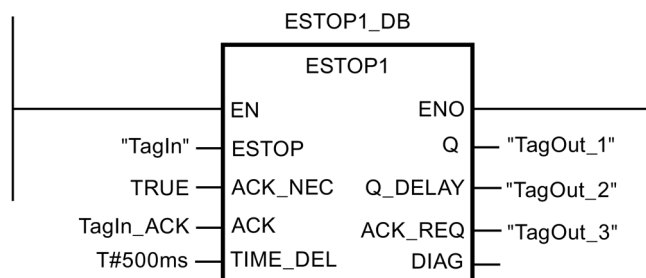 ESTOP1_DB
ESTOP1
EN ENO
"TagIn" ESTOP Q "TagOut_1"
TRUE ACK_NEC Q_DELAY "TagOut_2"
TagIn_ACK ACK ACK_REQ "TagOut_3"
T#500ms TIME_DEL DIAG